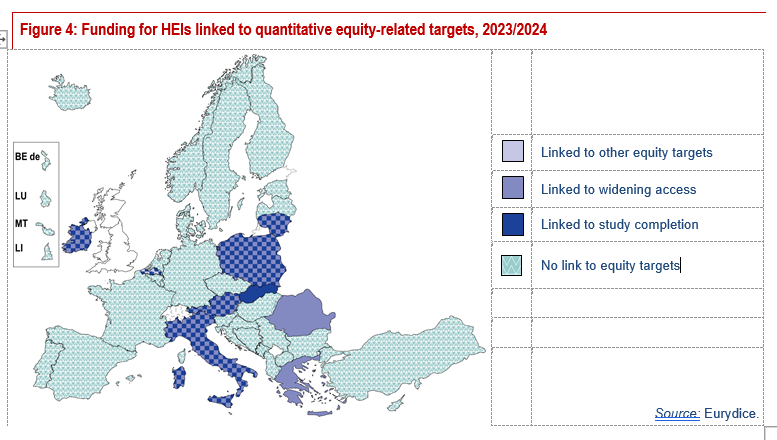 Figure 4: Funding for HEIs linked to quantitative equity-related targets, 2023/2024
BE de
LU
MT
LI
Linked to other equity targets
Linked to widening access
Linked to study completion
No link to equity targets
Source: Eurydice.